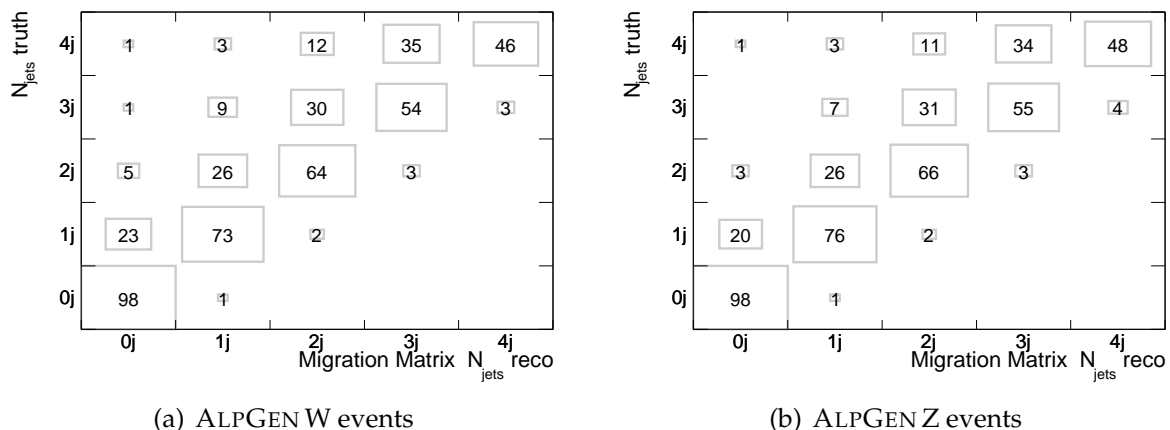 N_jets truth
4j 1 3 12 35 46
3j 1 9 30 54 3
2j 5 26 64 3
1j 23 73 2
0j 98 1
0j 1j 2j 3j 4j
Migration Matrix N_jets reco
(a) ALPGEN W events
N_jets truth
4j 1 3 11 34 48
3j 7 31 55 4
2j 3 26 66 3
1j 20 76 2
0j 98 1
0j 1j 2j 3j 4j
Migration Matrix N_jets reco
(b) ALPGEN Z events